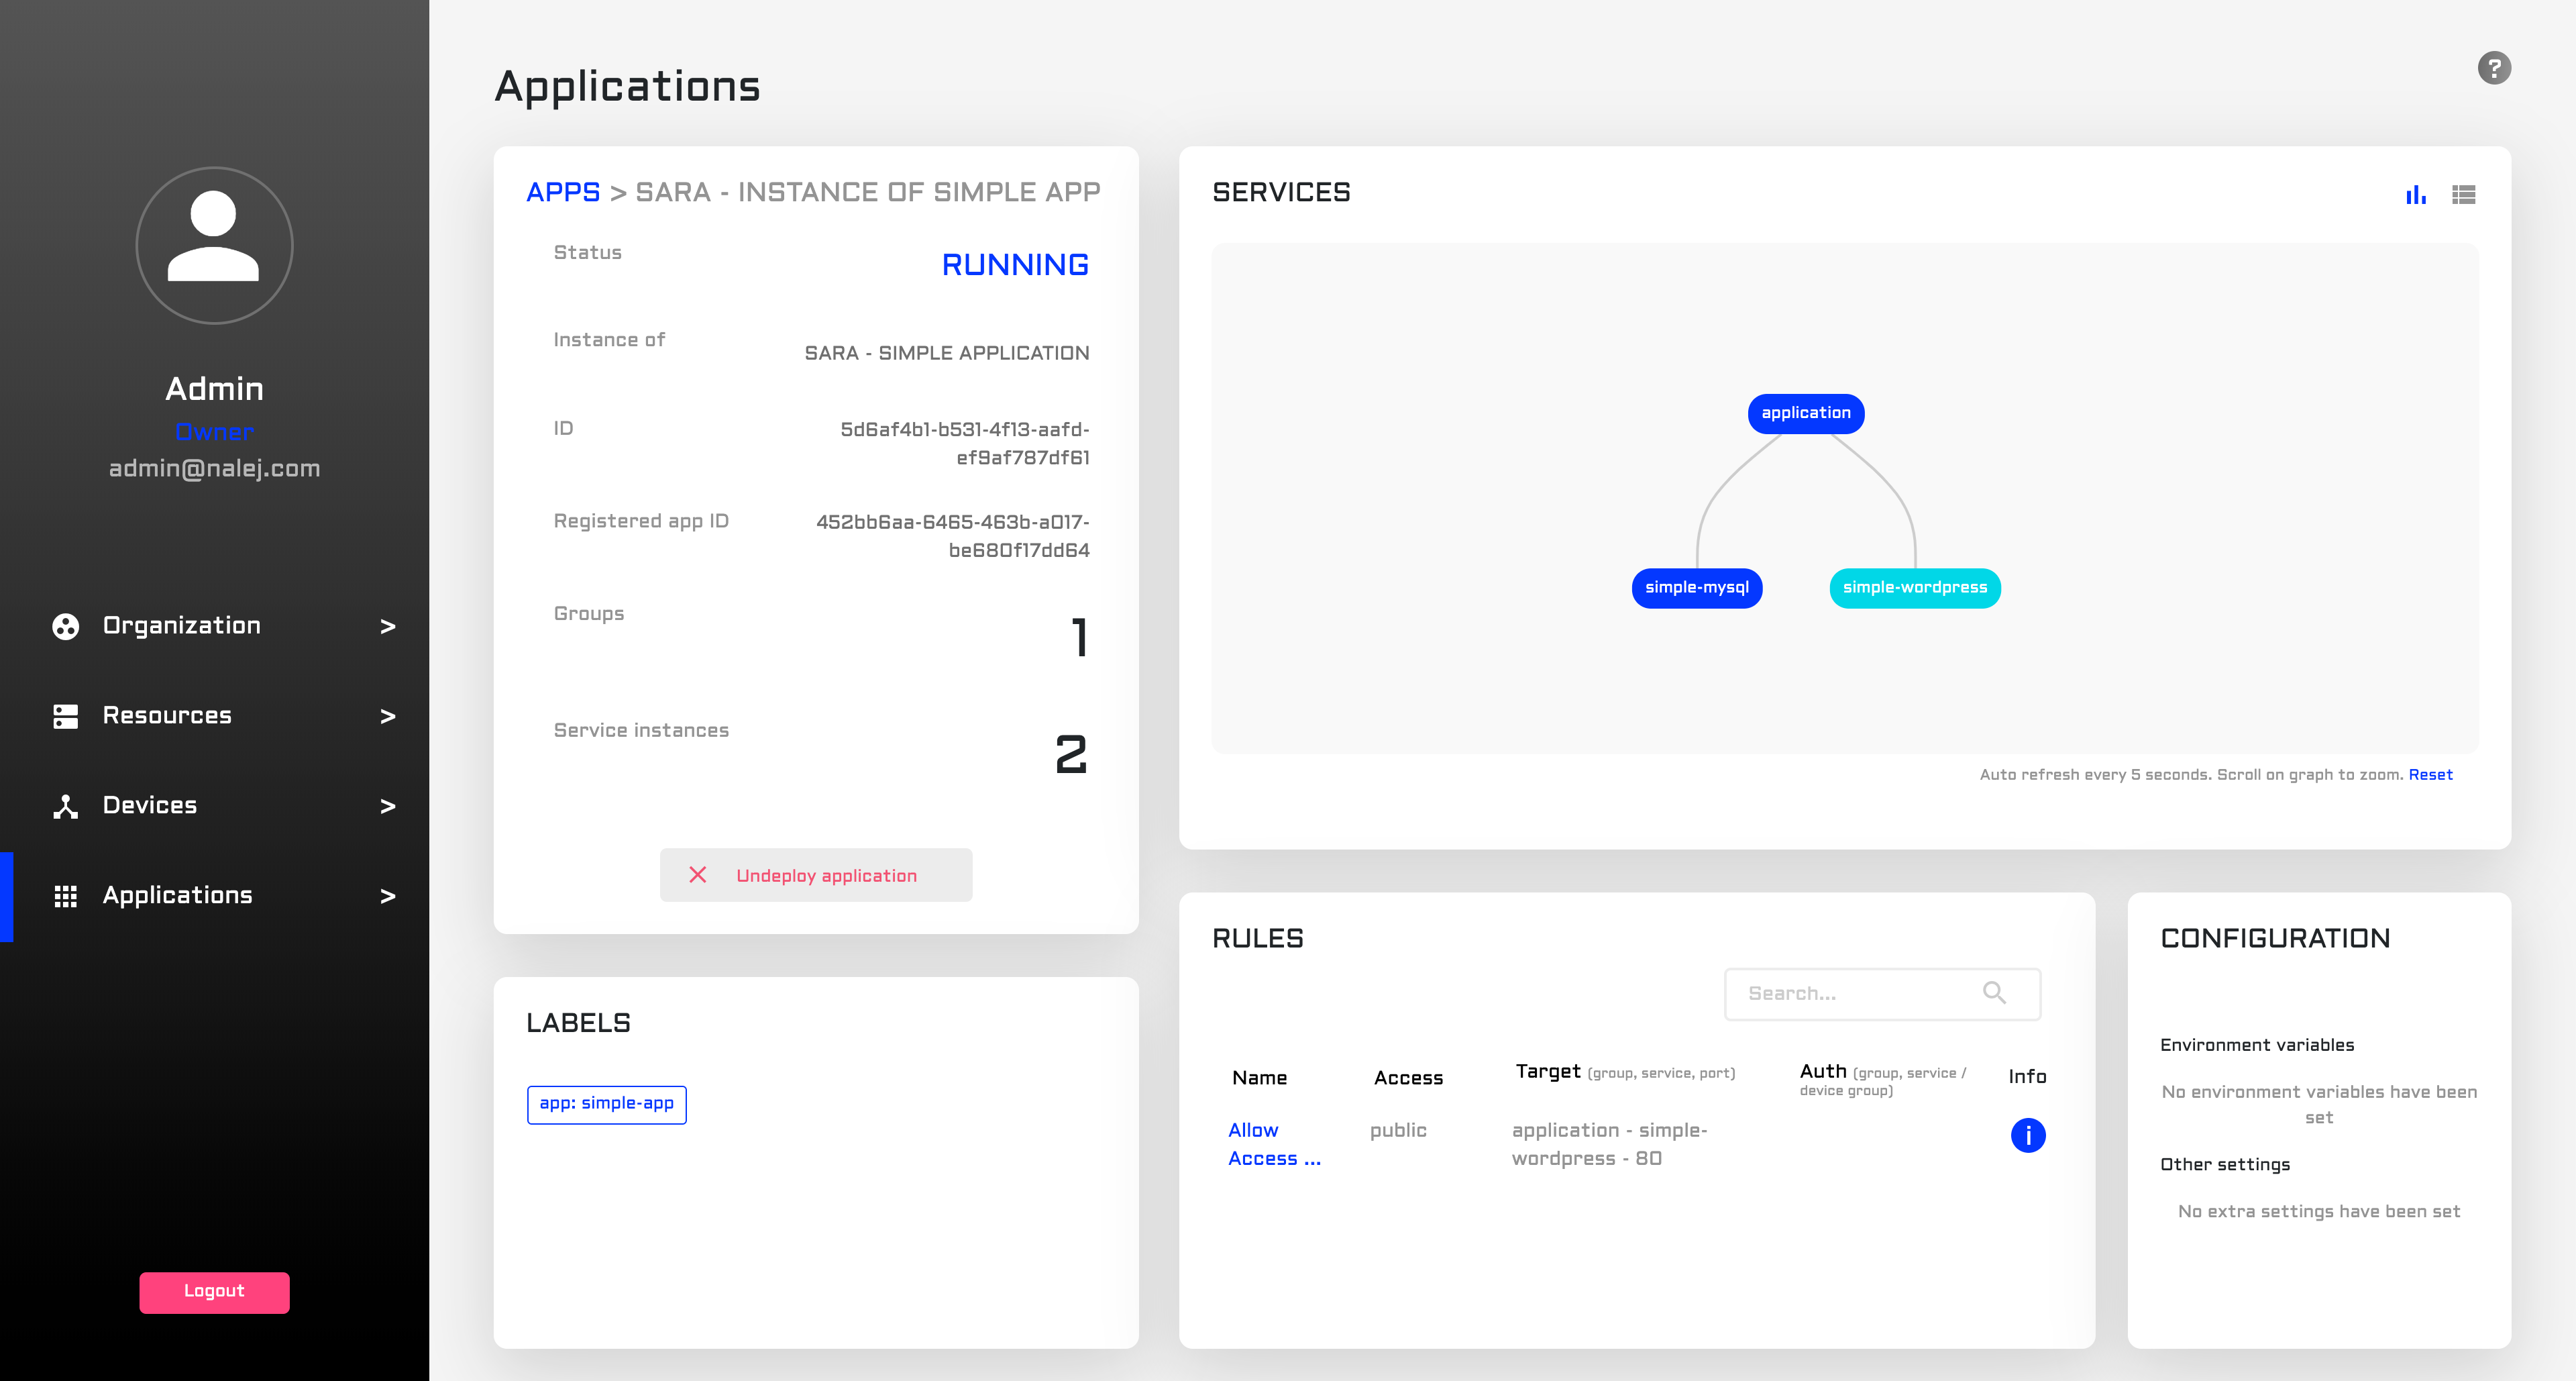 Admin
Owner
admin@nalej.com
Organization >
Resources >
Devices >
Applications >
Logout
Applications
?
APPS > SARA - INSTANCE OF SIMPLE APP
Status
RUNNING
Instance of
SARA - SIMPLE APPLICATION
ID
5d6af4b1-b531-4f13-aafd-
ef9af787df61
Registered app ID
452bb6aa-6465-463b-a017-
be680f17dd64
Groups
1
Service instances
2
Undeploy application
LABELS
app: simple-app
SERVICES
application
simple-mysql
simple-wordpress
Auto refresh every 5 seconds. Scroll on graph to zoom. Reset
RULES
Search...
Name
Access
Target (group, service, port)
Auth (group, service /
device group)
Info
Allow
Access ...
public
application - simple-
wordpress - 80
i
CONFIGURATION
Environment variables
No environment variables have been
set
Other settings
No extra settings have been set